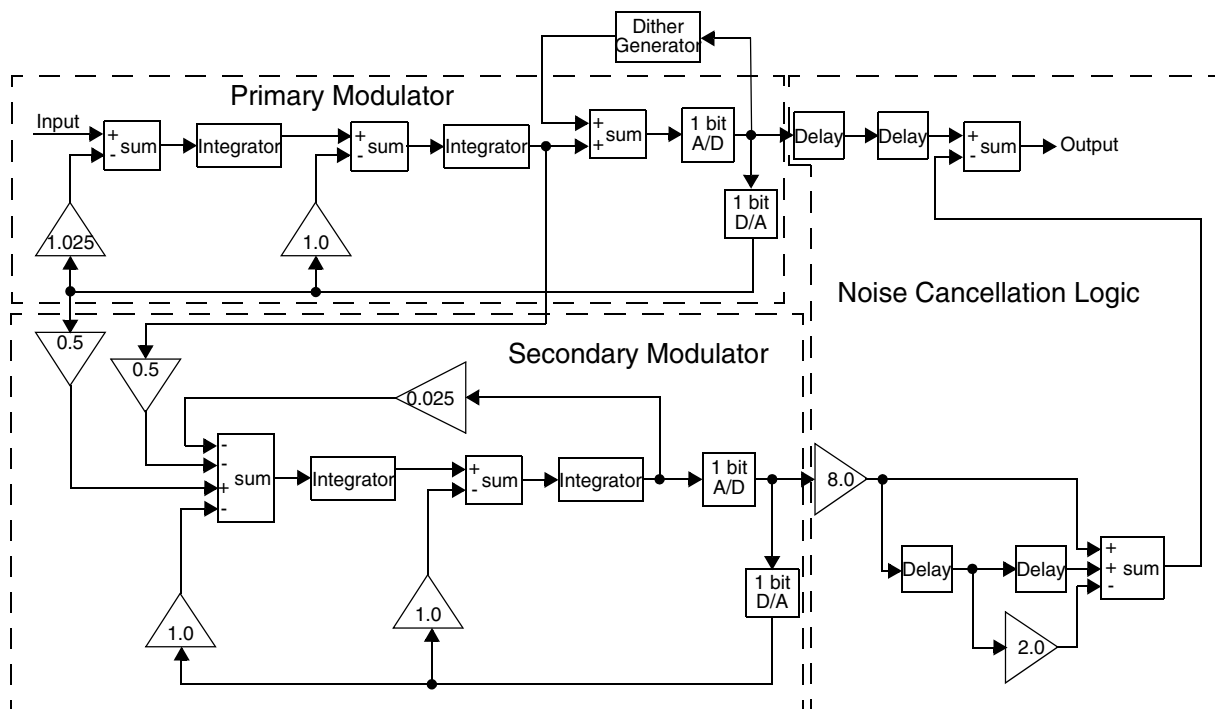 Dither
Generator
Primary Modulator
Input
+
-
sum
Integrator
+
-
sum
Integrator
+
+
sum
1 bit
A/D
Delay
Delay
+
-
sum
Output
1 bit
D/A
1.025
1.0
Noise Cancellation Logic
0.5
0.5
Secondary Modulator
0.025
-
-
+
-
sum
Integrator
+
-
sum
Integrator
1 bit
A/D
8.0
Delay
Delay
+
+
-
sum
1 bit
D/A
1.0
1.0
2.0